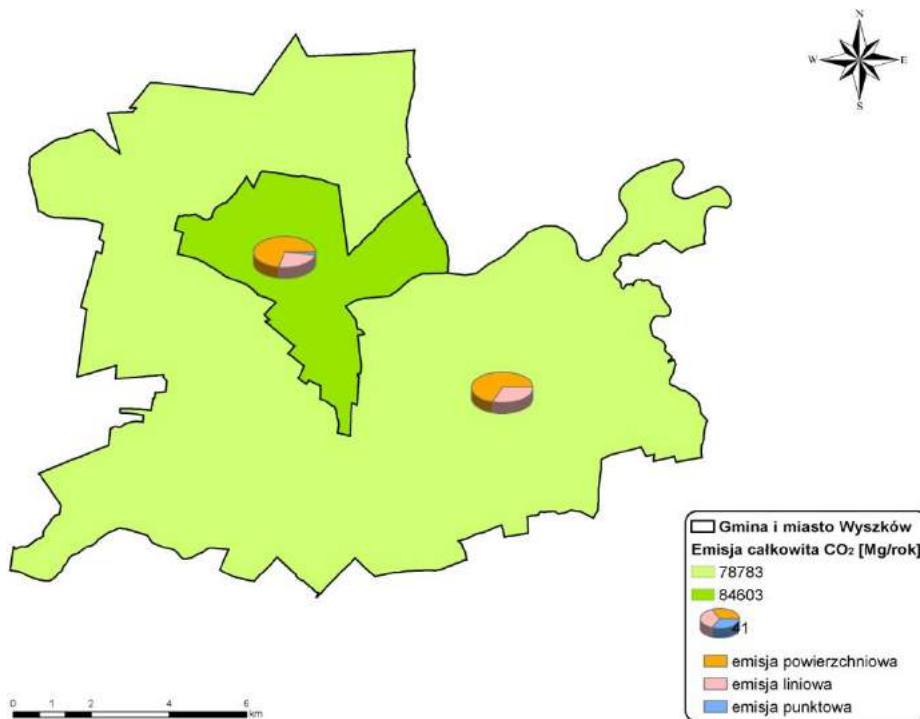 N
W E
S
Gmina i miasto Wyszków
Emisja całkowita CO₂ [Mg/rok]
78783
84603
41
emisja powierzchniowa
emisja liniowa
emisja punktowa
0 1 2 4 6
km